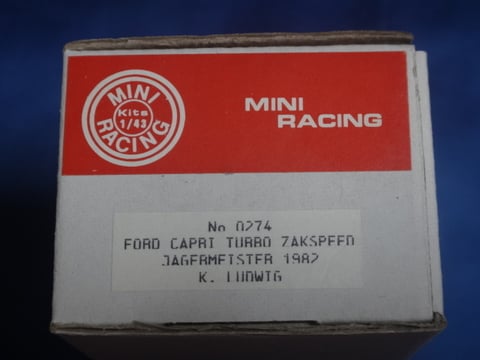 MINI
Kits
1/43
RACING
MINI
RACING
No 0274
FORD CAPRI TURBO ZAKSPEED
JAGERMEISTER 1982
K. LUDWIG